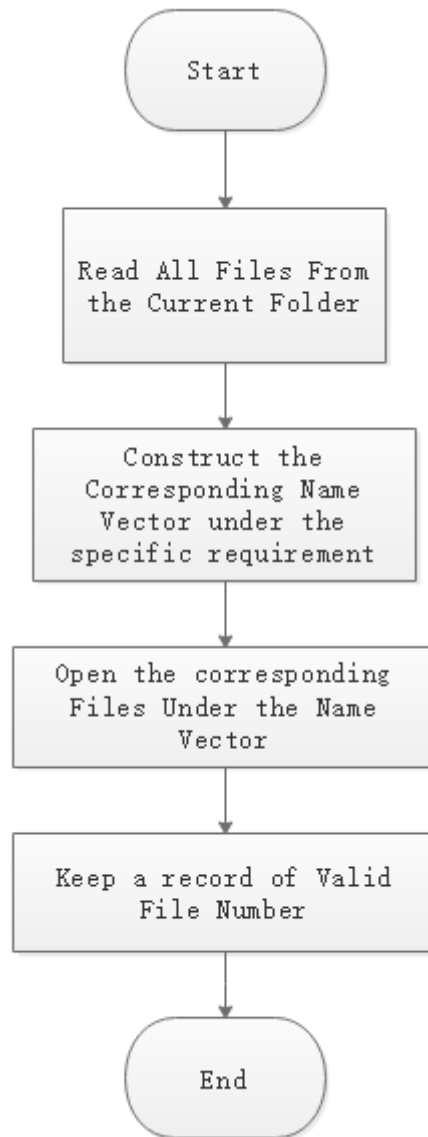 Start
Read All Files From
the Current Folder
Construct the
Corresponding Name
Vector under the
specific requirement
Open the corresponding
Files Under the Name
Vector
Keep a record of Valid
File Number
End